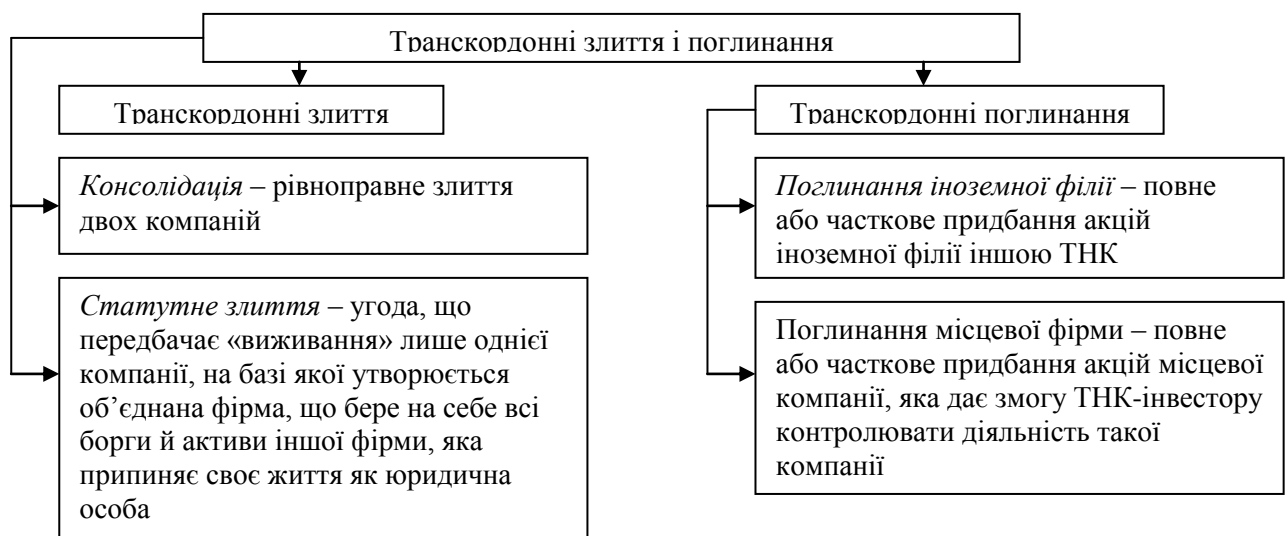 Транскордонні злиття і поглинання
Транскордонні злиття
Консолідація – рівноправне злиття
двох компаній
Статутне злиття – угода, що
передбачає «виживання» лише однієї
компанії, на базі якої утворюється
об’єднана фірма, що бере на себе всі
борги й активи іншої фірми, яка
припиняє своє життя як юридична
особа
Транскордонні поглинання
Поглинання іноземної філії – повне
або часткове придбання акцій
іноземної філії іншою ТНК
Поглинання місцевої фірми – повне
або часткове придбання акцій місцевої
компанії, яка дає змогу ТНК-інвестору
контролювати діяльність такої
компанії